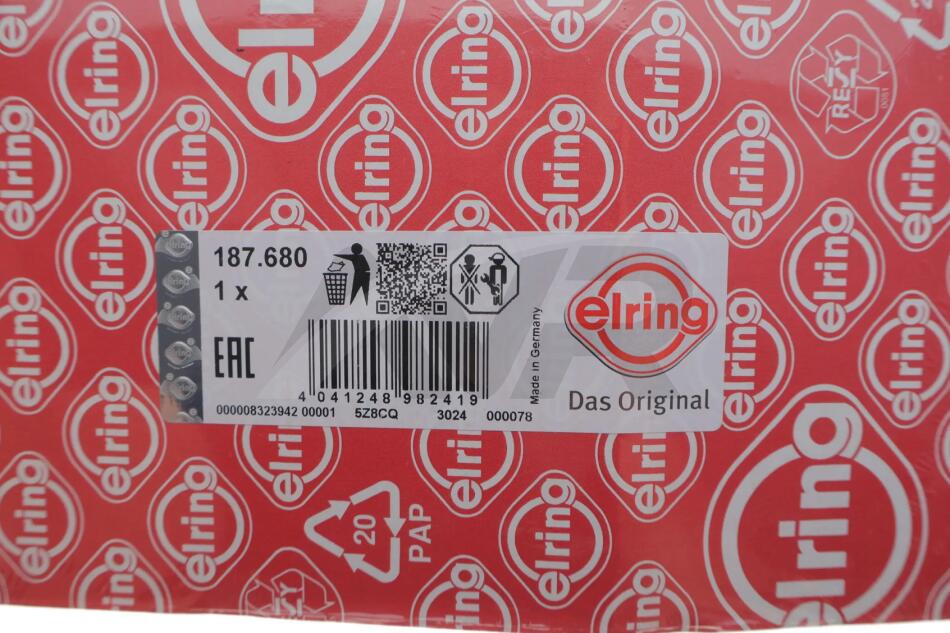 187.680
1 x
EAC
4 041248 982419
000008323942 00001 5Z8CQ 3024 000078
Made in Germany
elring
Das Original
elring
RESY
20
PAP